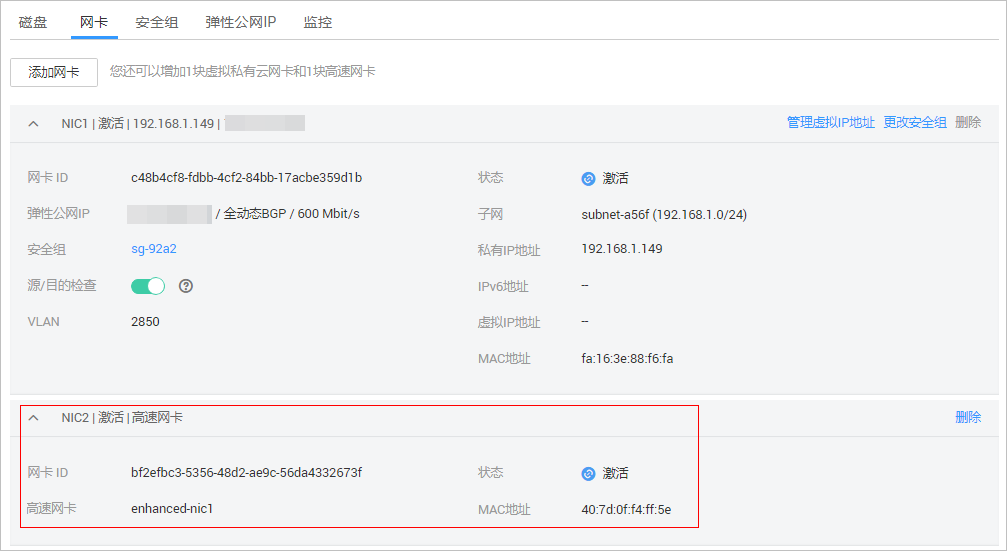 磁盘 网卡 安全组 弹性公网IP 监控
添加网卡 您还可以增加1块虚拟私有云网卡和1块高速网卡
NIC1 | 激活 | 192.168.1.149 | 管理虚拟IP地址 更改安全组 删除
网卡 ID c48b4cf8-fdbb-4cf2-84bb-17acbe359d1b 状态 激活
弹性公网IP / 全动态BGP / 600 Mbit/s 子网 subnet-a56f (192.168.1.0/24)
安全组 sg-92a2 私有IP地址 192.168.1.149
源/目的检查 IPv6地址 --
VLAN 2850 虚拟IP地址 --
MAC地址 fa:16:3e:88:f6:fa
NIC2 | 激活 | 高速网卡 删除
网卡 ID bf2efbc3-5356-48d2-ae9c-56da4332673f 状态 激活
高速网卡 enhanced-nic1 MAC地址 40:7d:0f:f4:ff:5e